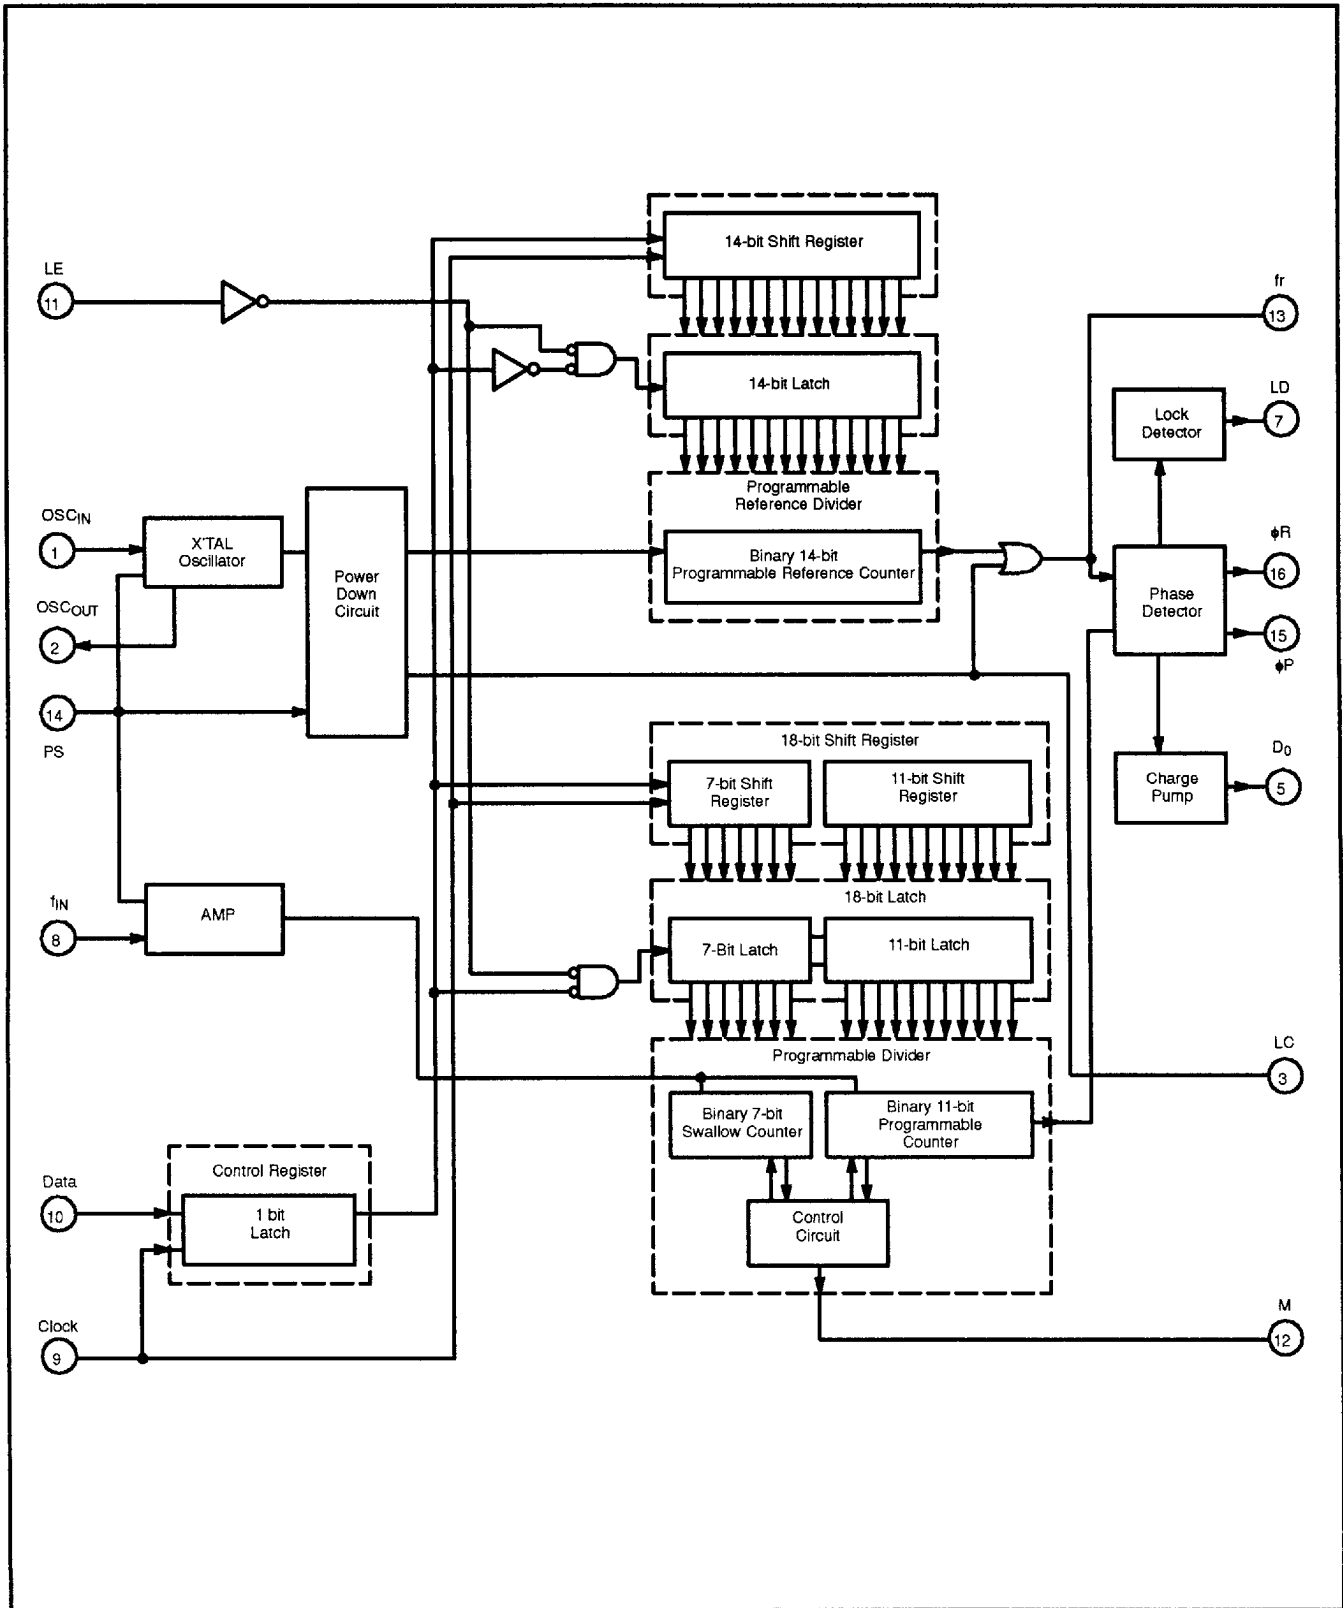 14-bit Shift Register
LE
11
fr
13
14-bit Latch
Lock
Detector
LD
7
Programmable
Reference Divider
OSCIN
1
X'TAL
Oscillator
Power
Down
Circuit
Binary 14-bit
Programmable Reference Counter
Phase
Detector
ϕR
16
OSCOUT
2
15
ϕP
14
PS
18-bit Shift Register
7-bit Shift
Register
11-bit Shift
Register
Charge
Pump
D0
5
18-bit Latch
fIN
8
AMP
7-Bit Latch
11-bit Latch
Programmable Divider
LC
3
Binary 7-bit
Swallow Counter
Binary 11-bit
Programmable
Counter
Control Register
Data
10
1 bit
Latch
Control
Circuit
Clock
9
M
12